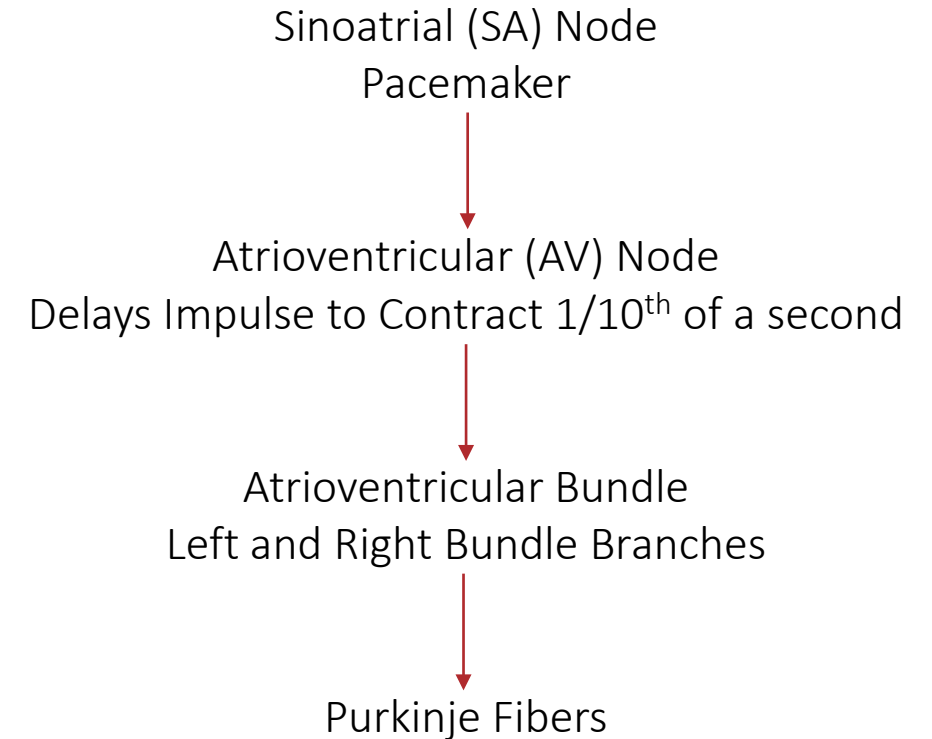 Sinoatrial (SA) Node
Pacemaker
Atrioventricular (AV) Node
Delays Impulse to Contract 1/10th of a second
Atrioventricular Bundle
Left and Right Bundle Branches
Purkinje Fibers